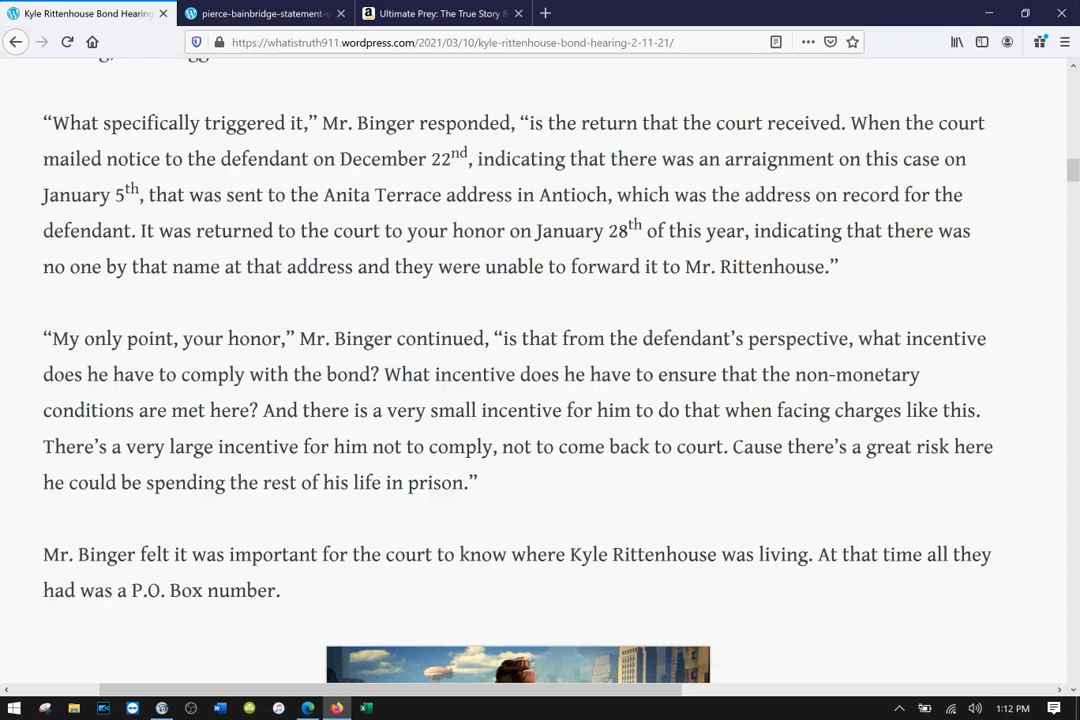 Kyle Rittenhouse Bond Hearing
pierce-bainbridge-statement-o
Ultimate Prey: The True Story B
https://whatistruth911.wordpress.com/2021/03/10/kyle-rittenhouse-bond-hearing-2-11-21/
“What specifically triggered it,” Mr. Binger responded, “is the return that the court received. When the court
mailed notice to the defendant on December 22nd, indicating that there was an arraignment on this case on
January 5th, that was sent to the Anita Terrace address in Antioch, which was the address on record for the
defendant. It was returned to the court to your honor on January 28th of this year, indicating that there was
no one by that name at that address and they were unable to forward it to Mr. Rittenhouse.”
“My only point, your honor,” Mr. Binger continued, “is that from the defendant’s perspective, what incentive
does he have to comply with the bond? What incentive does he have to ensure that the non-monetary
conditions are met here? And there is a very small incentive for him to do that when facing charges like this.
There’s a very large incentive for him not to comply, not to come back to court. Cause there’s a great risk here
he could be spending the rest of his life in prison.”
Mr. Binger felt it was important for the court to know where Kyle Rittenhouse was living. At that time all they
had was a P.O. Box number.
1:12 PM